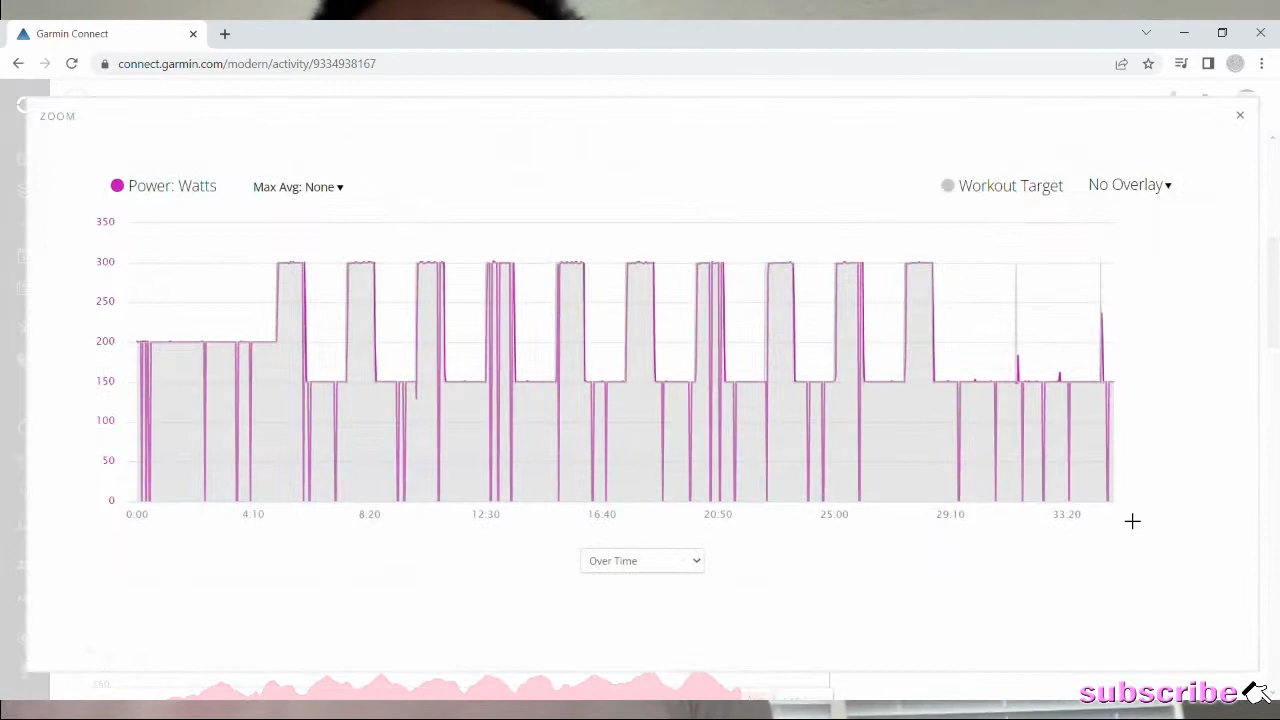 Garmin Connect
connect.garmin.com/modern/activity/9334938167
ZOOM
Power: Watts
Max Avg: None
Workout Target
No Overlay
350
300
250
200
150
100
50
0
0:00 4:10 8:20 12:30 16:40 20:50 25:00 29:10 33:20
Over Time
subscribe